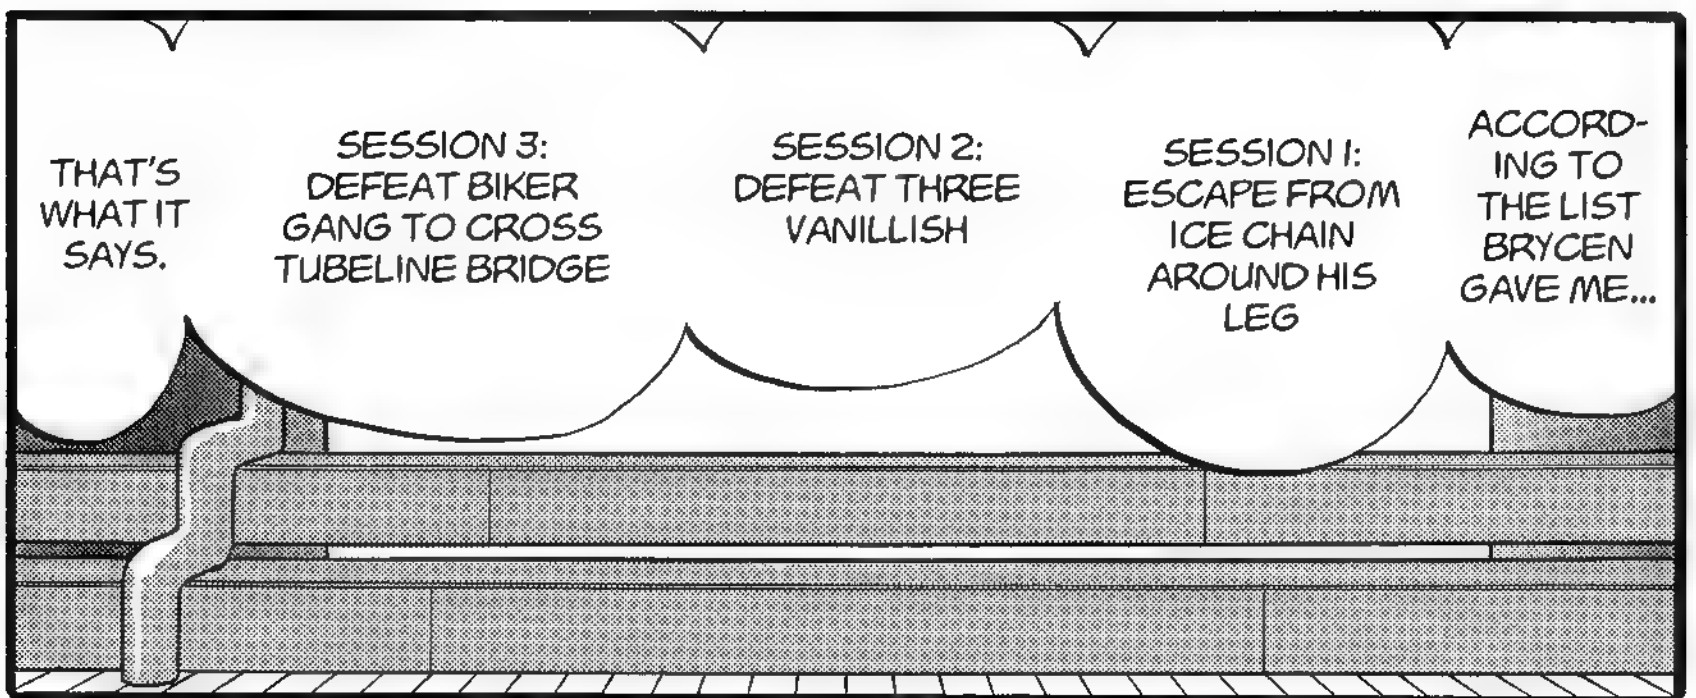 ACCORD-
ING TO
THE LIST
BRYCEN
GAVE ME...
SESSION 1:
ESCAPE FROM
ICE CHAIN
AROUND HIS
LEG
SESSION 2:
DEFEAT THREE
VANILLISH
SESSION 3:
DEFEAT BIKER
GANG TO CROSS
TUBELINE BRIDGE
THAT'S
WHAT IT
SAYS.